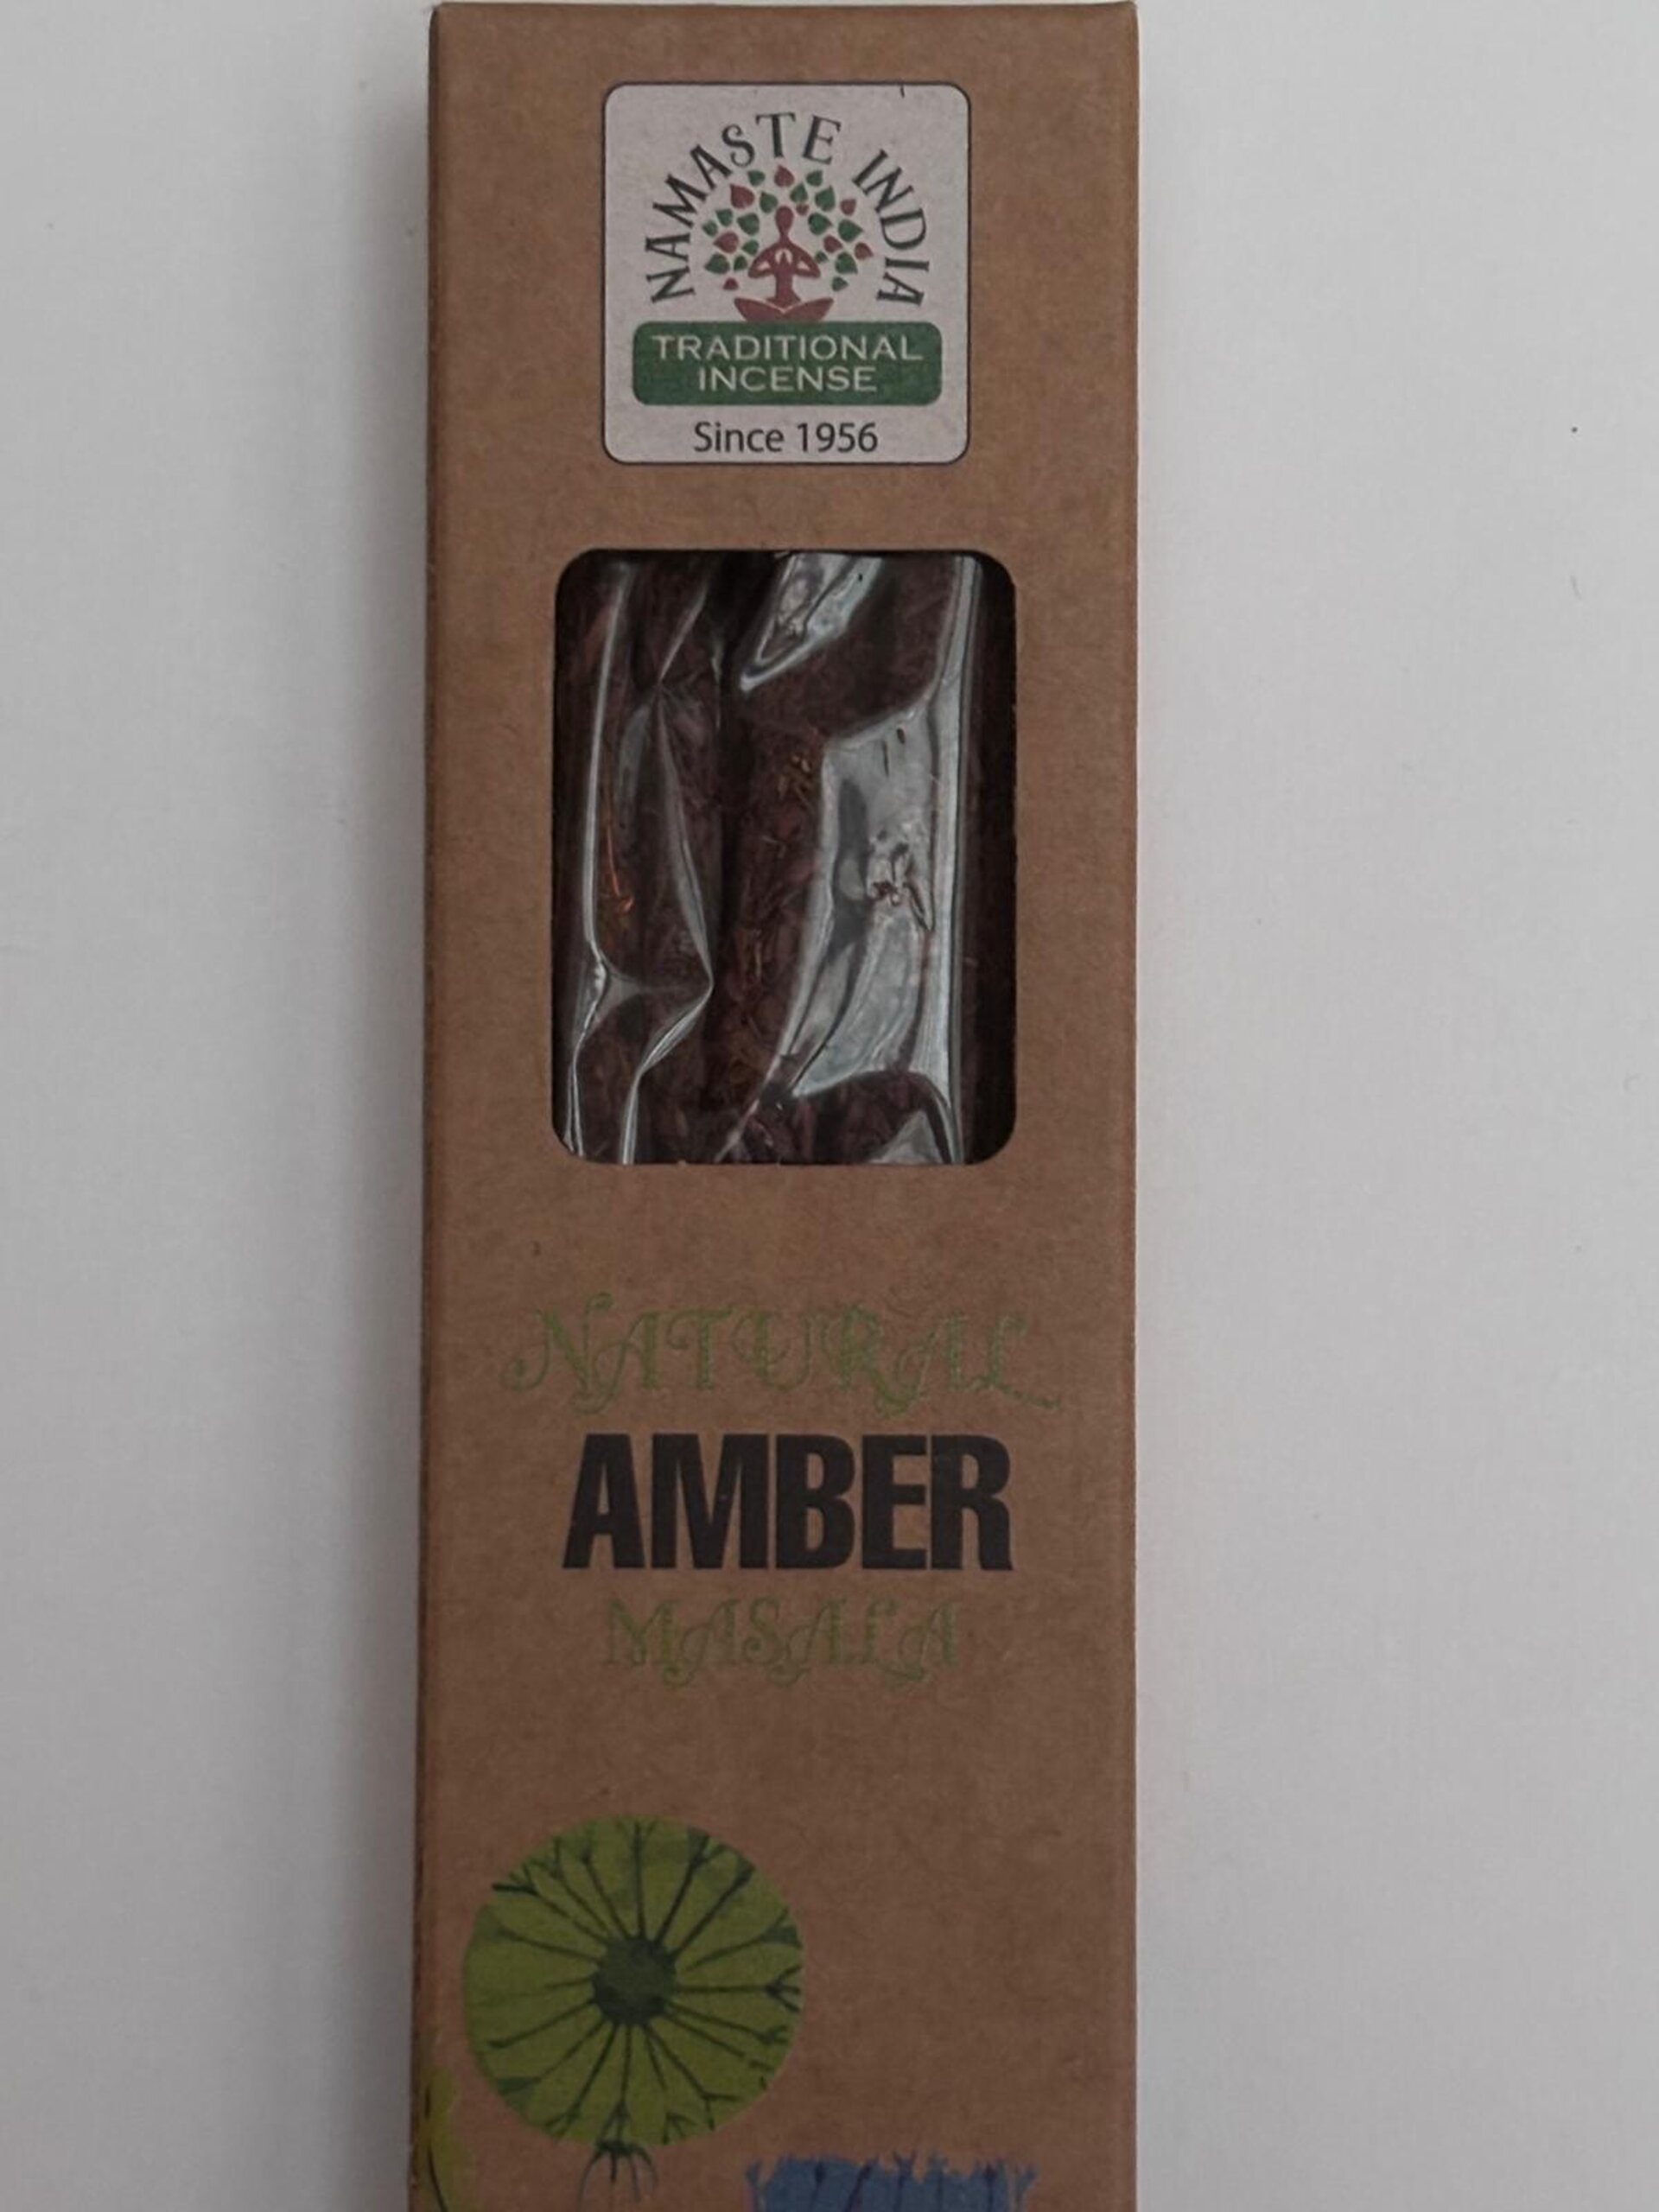 NAMASTE INDIA
TRADITIONAL
INCENSE
Since 1956
NATURAL
AMBER
MASALA